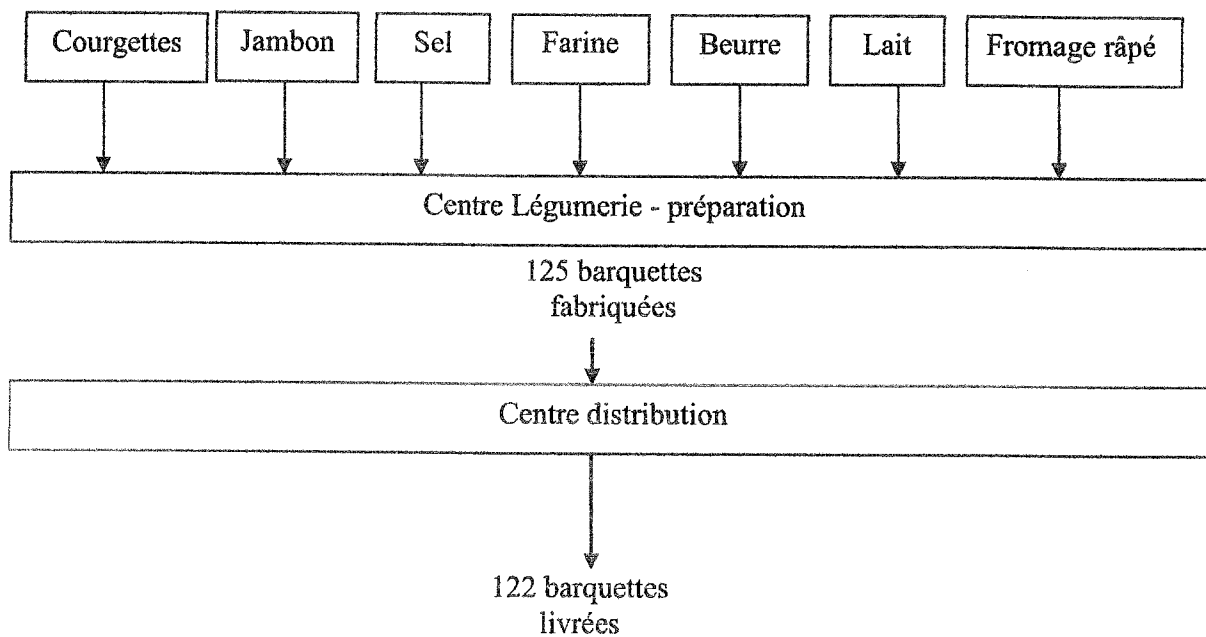 Courgettes Jambon Sel Farine Beurre Lait Fromage râpé
Centre Légumerie - préparation
125 barquettes
fabriquées
Centre distribution
122 barquettes
livrées